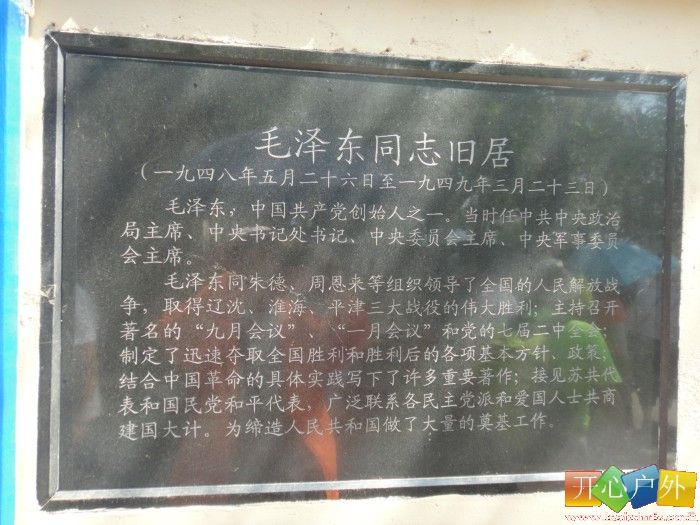 毛泽东同志旧居
（一九四八年五月二十六日至一九四九年三月二十三日）
毛泽东，中国共产党创始人之一。当时任中共中央政治
局主席、中央书记处书记、中央委员会主席、中央军事委员
会主席。
毛泽东同朱德、周恩来等组织领导了全国的人民解放战
争，取得辽沈、淮海、平津三大战役的伟大胜利；主持召开
著名的“九月会议”、“一月会议”和党的七届二中全会；
制定了迅速夺取全国胜利和胜利后的各项基本方针、政策；
结合中国革命的具体实践写下了许多重要著作；接见苏共代
表和国民党和平代表，广泛联系各民主党派和爱国人士共商
建国大计。为缔造人民共和国做了大量的奠基工作。
开心户外